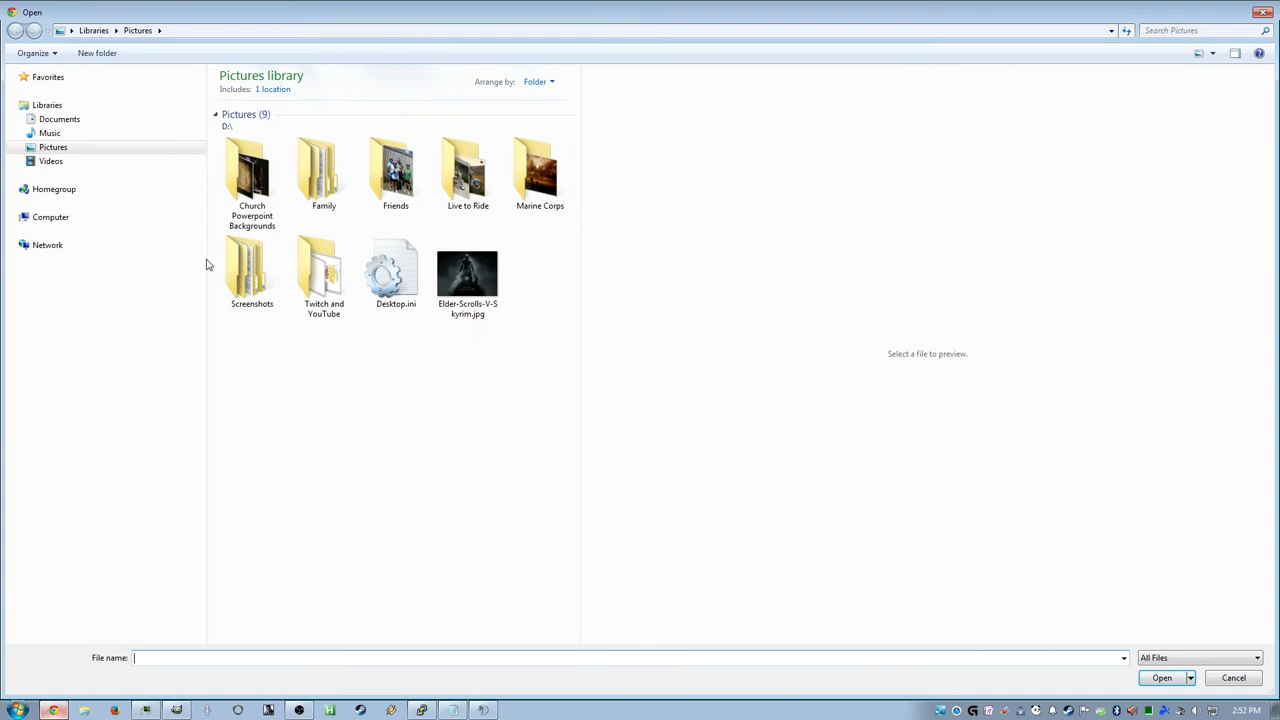 Open
Libraries
Pictures
Search Pictures
Organize
New folder
Favorites
Libraries
Documents
Music
Pictures
Videos
Homegroup
Computer
Network
Pictures library
Includes: 1 location
Arrange by: Folder
Pictures (9)
D:\
Church
Powerpoint
Backgrounds
Family
Friends
Live to Ride
Marine Corps
Screenshots
Twitch and
YouTube
Desktop.ini
Elder-Scrolls-V-S
kyrim.jpg
Select a file to preview.
File name:
All Files
Open
Cancel
2:52 PM